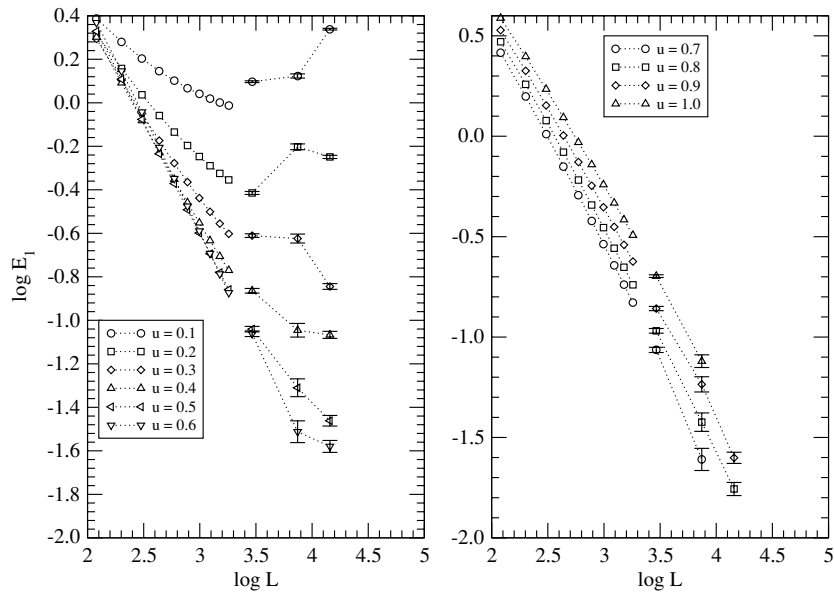 0.4
0.2
0.0
-0.2
-0.4
-0.6
-0.8
-1.0
-1.2
-1.4
-1.6
-1.8
-2.0
log E1
u = 0.1
u = 0.2
u = 0.3
u = 0.4
u = 0.5
u = 0.6
2 2.5 3 3.5 4 4.5 5
log L
0.5
0.0
-0.5
-1.0
-1.5
-2.0
u = 0.7
u = 0.8
u = 0.9
u = 1.0
2 2.5 3 3.5 4 4.5 5
log L